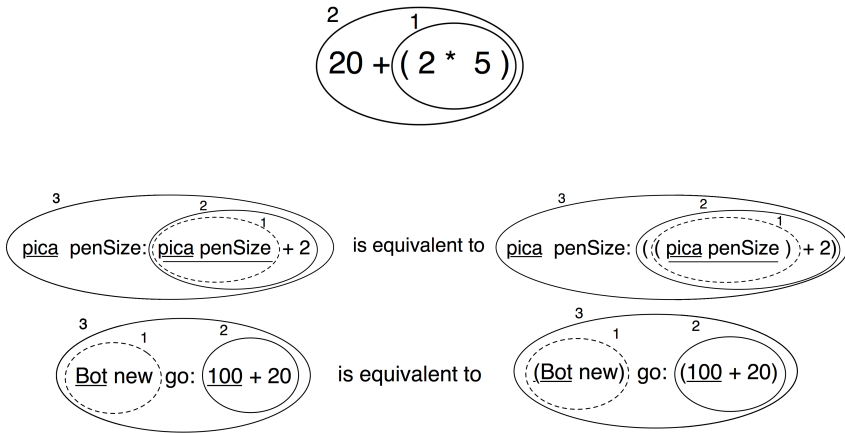 2
1
20 + ( 2 * 5 )
3
2
1
pica penSize: pica penSize + 2
is equivalent to
3
2
1
pica penSize: ( ( pica penSize ) + 2)
3
1
2
Bot new go: 100 + 20
is equivalent to
3
1
2
(Bot new) go: (100 + 20)